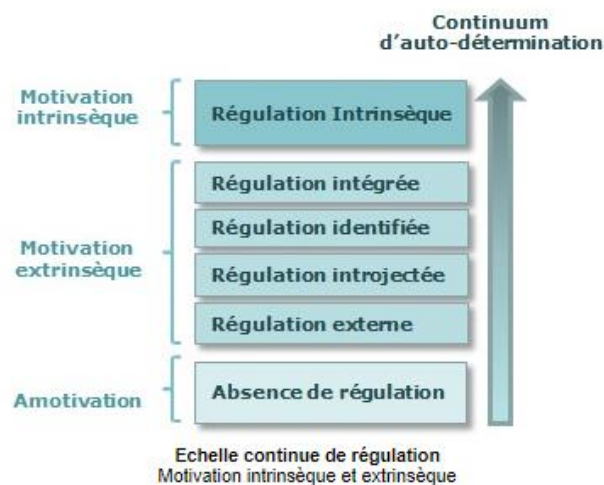 Continuum
d'auto-détermination
Motivation
intrinsèque
Régulation Intrinsèque
Motivation
extrinsèque
Régulation intégrée
Régulation identifiée
Régulation introjectée
Régulation externe
Amotivation
Absence de régulation
Echelle continue de régulation
Motivation intrinsèque et extrinsèque